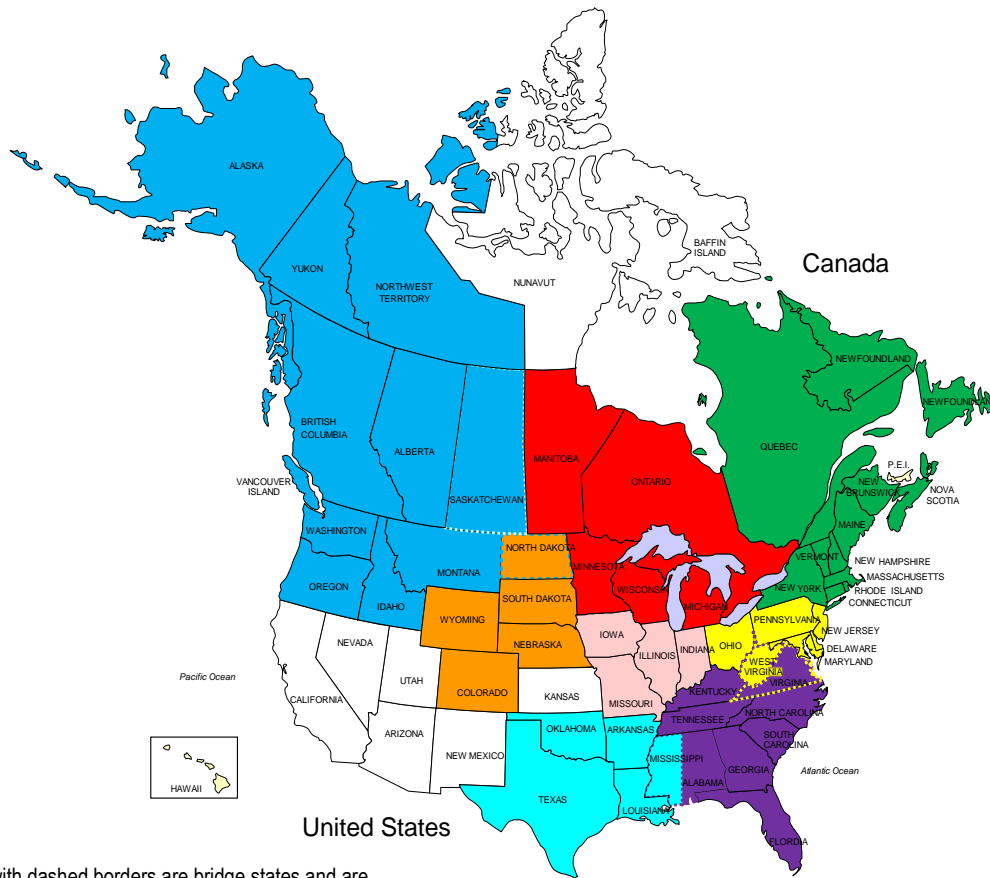 ALASKA
YUKON
NORTHWEST
TERRITORY
NUNAVUT
BAFFIN
ISLAND
Canada
BRITISH
COLUMBIA
ALBERTA
SASKATCHEWAN
MANITOBA
ONTARIO
QUEBEC
NEWFOUNDLAND
NEWFOUNDLAND
P.E.I.
NEW
BRUNSWICK
NOVA
SCOTIA
VANCOUVER
ISLAND
WASHINGTON
OREGON
IDAHO
MONTANA
NORTH DAKOTA
SOUTH DAKOTA
MINNESOTA
WISCONSIN
MICHIGAN
MAINE
VERMONT
NEW HAMPSHIRE
MASSACHUSETTS
RHODE ISLAND
CONNECTICUT
NEW YORK
PENNSYLVANIA
NEW JERSEY
DELAWARE
MARYLAND
WYOMING
NEBRASKA
IOWA
ILLINOIS
INDIANA
OHIO
WEST
VIRGINIA
VIRGINIA
NEVADA
UTAH
COLORADO
KANSAS
MISSOURI
KENTUCKY
Pacific Ocean
CALIFORNIA
ARIZONA
NEW MEXICO
OKLAHOMA
ARKANSAS
TENNESSEE
NORTH CAROLINA
SOUTH
CAROLINA
MISSISSIPPI
ALABAMA
GEORGIA
Atlantic Ocean
HAWAII
TEXAS
LOUISIANA
FLORDIA
United States
with dashed borders are bridge states and are